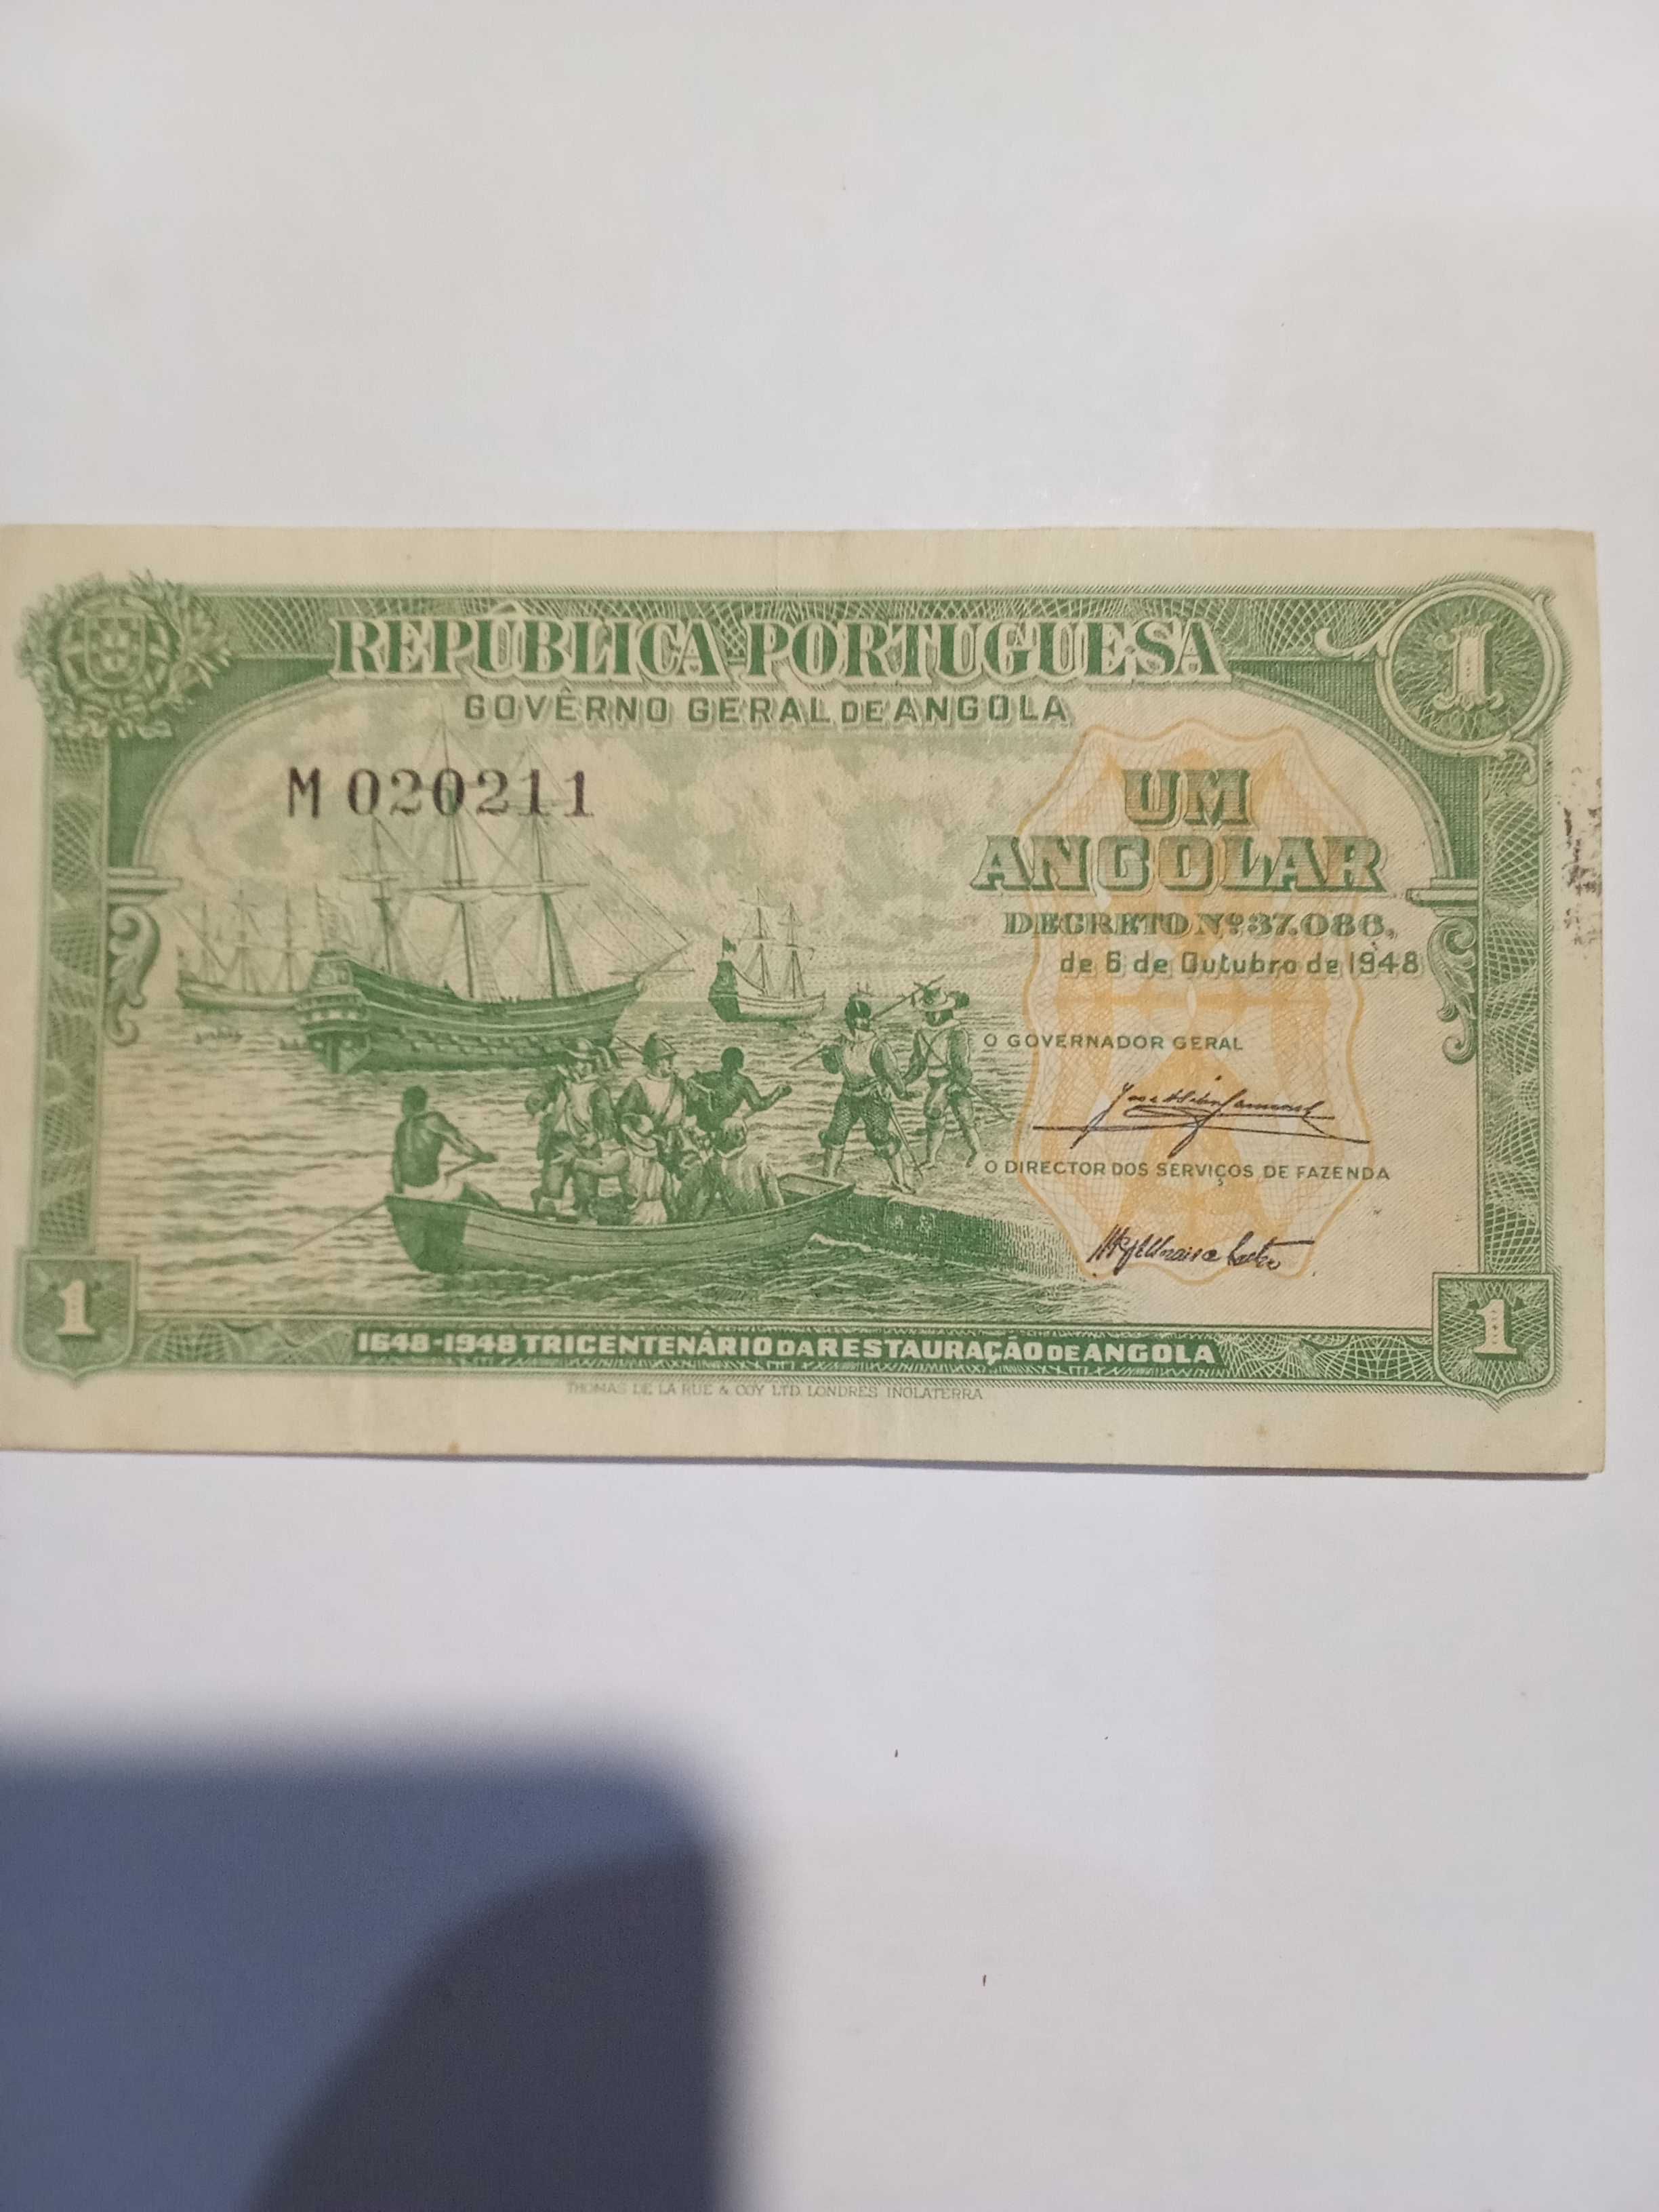 REPÚBLICA PORTUGUESA
GOVÊRNO GERAL DE ANGOLA
1
M 020211
UM
ANGOLAR
DECRETO Nº 37.086,
de 6 de Outubro de 1948
O GOVERNADOR GERAL
O DIRECTOR DOS SERVIÇOS DE FAZENDA
1
1
1648-1948 TRICENTENÁRIO DA RESTAURAÇÃO DE ANGOLA
THOMAS DE LA RUE & COY LTD. LONDRES INGLATERRA